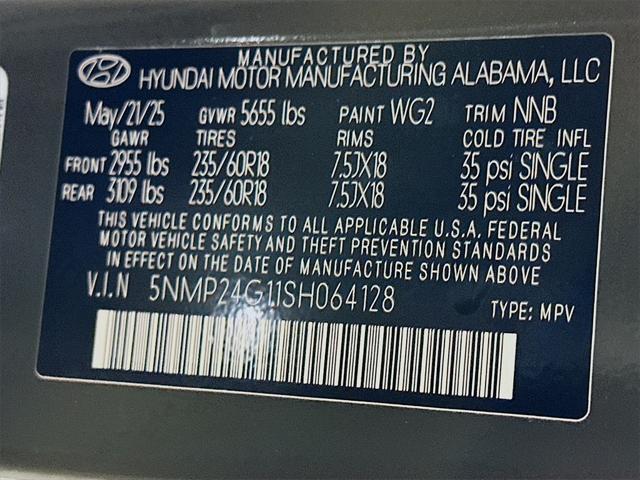 MANUFACTURED BY
HYUNDAI MOTOR MANUFACTURING ALABAMA, LLC
May/21/25 GVWR 5655 lbs PAINT WG2 TRIM NNB
GAWR TIRES RIMS COLD TIRE INFL
FRONT 2955 lbs 235/60R18 7.5JX18 35 psi SINGLE
REAR 3109 lbs 235/60R18 7.5JX18 35 psi SINGLE
THIS VEHICLE CONFORMS TO ALL APPLICABLE U.S.A. FEDERAL
MOTOR VEHICLE SAFETY AND THEFT PREVENTION STANDARDS
IN EFFECT ON THE DATE OF MANUFACTURE SHOWN ABOVE
V.I.N 5NMP24G11SH064128 TYPE: MPV